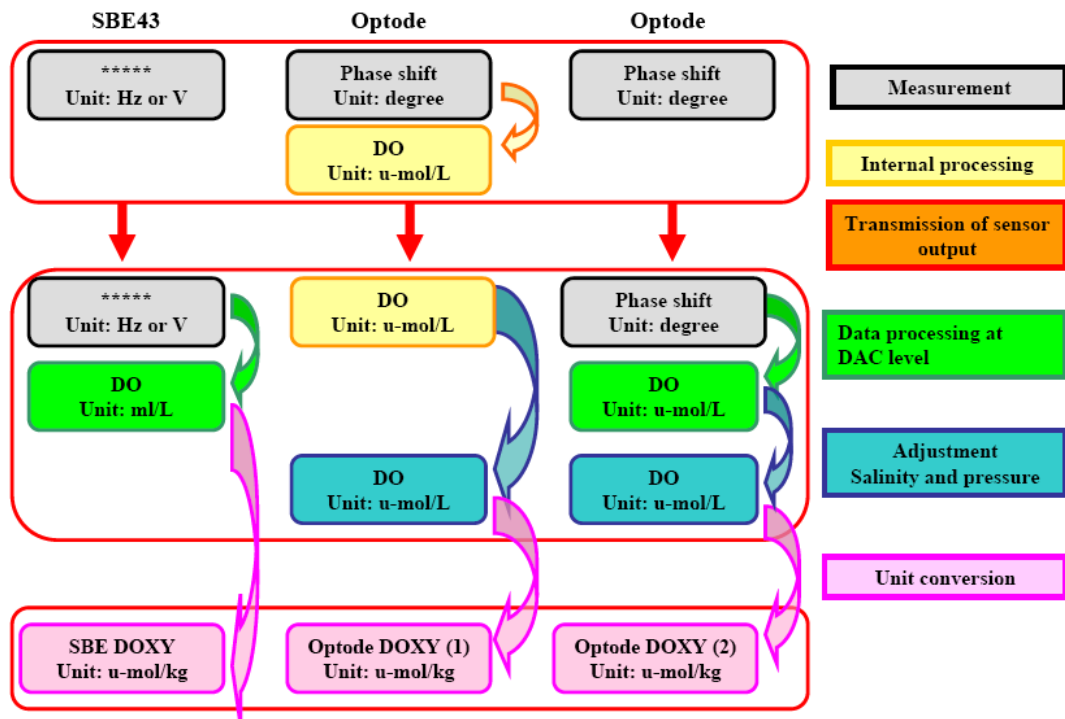 SBE43
Optode
Optode
*****
Unit: Hz or V
Phase shift
Unit: degree
Phase shift
Unit: degree
Measurement
DO
Unit: u-mol/L
Internal processing
Transmission of sensor
output
*****
Unit: Hz or V
DO
Unit: u-mol/L
Phase shift
Unit: degree
Data processing at
DAC level
DO
Unit: ml/L
DO
Unit: u-mol/L
DO
Unit: u-mol/L
DO
Unit: u-mol/L
Adjustment
Salinity and pressure
Unit conversion
SBE DOXY
Unit: u-mol/kg
Optode DOXY (1)
Unit: u-mol/kg
Optode DOXY (2)
Unit: u-mol/kg